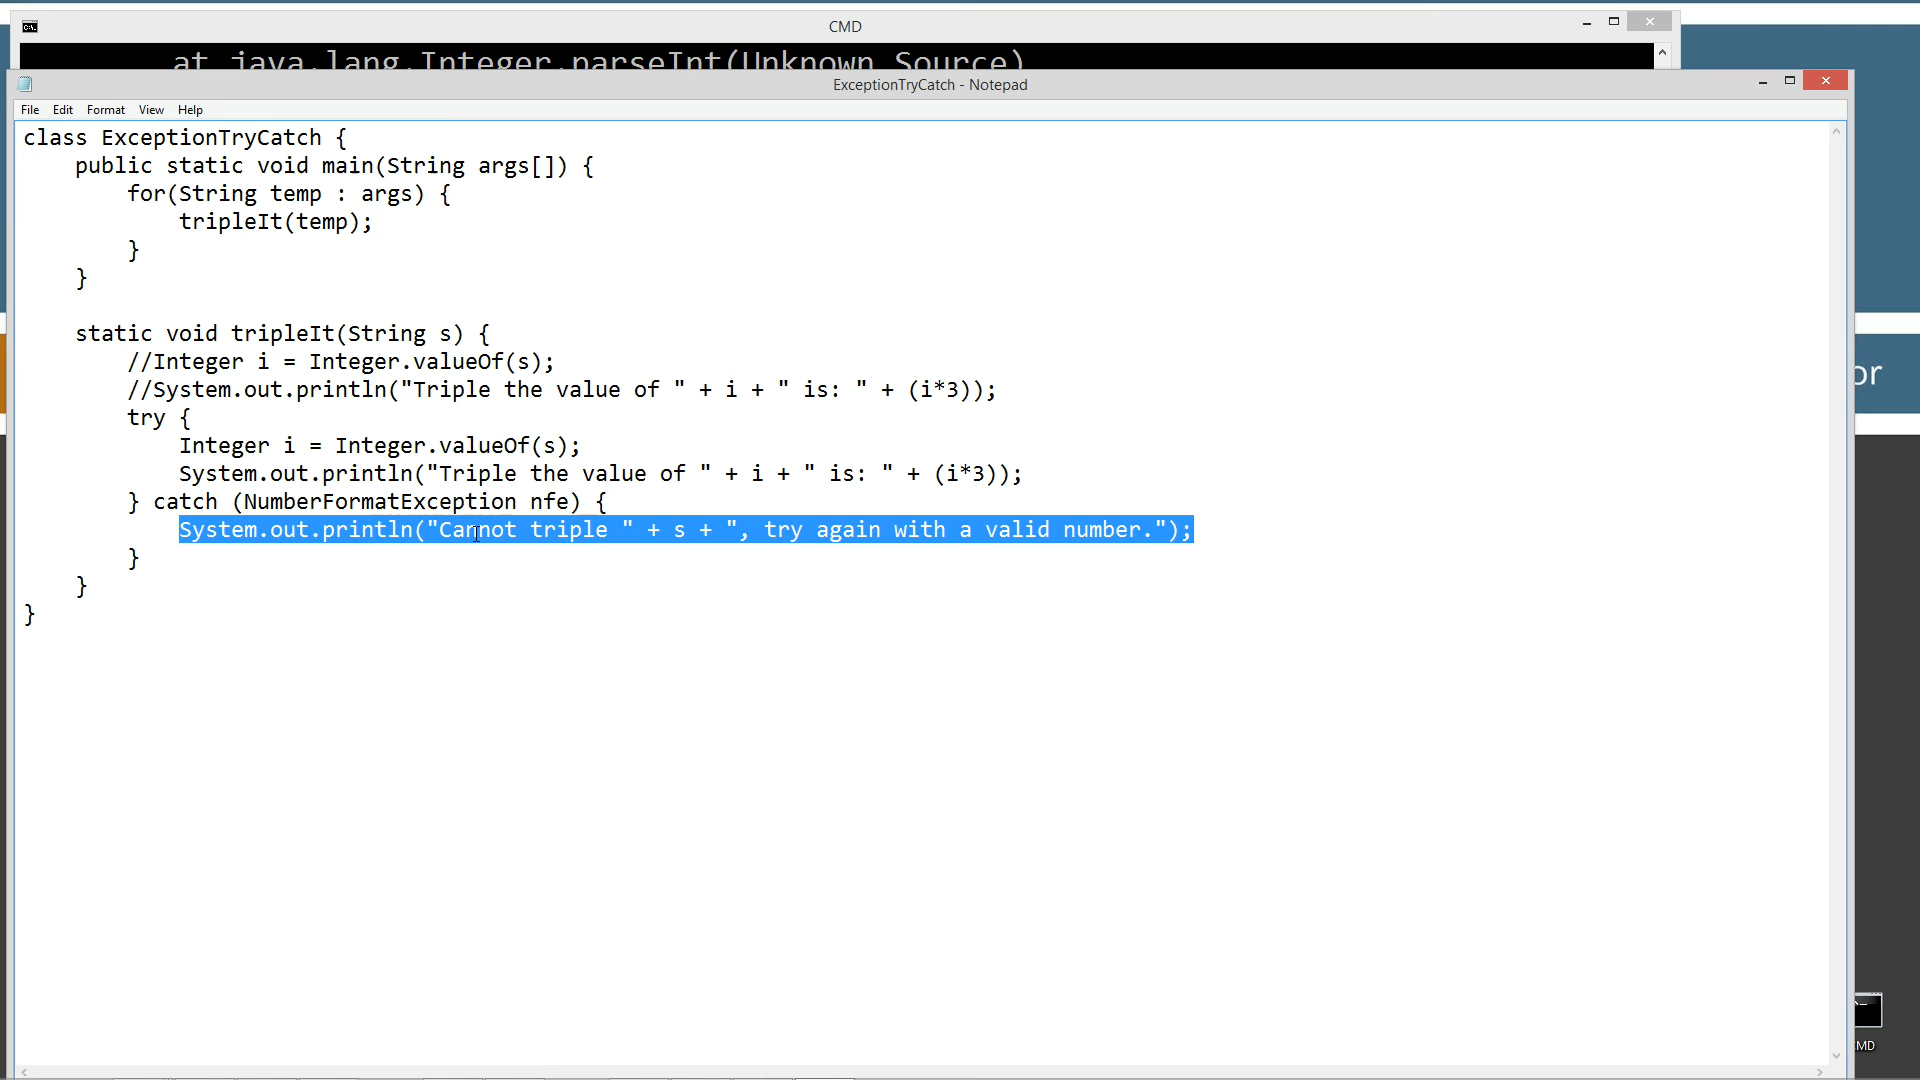 CMD
at java.lang.Integer.parseInt(Unknown Source)
ExceptionTryCatch - Notepad
File Edit Format View Help
class ExceptionTryCatch {
    public static void main(String args[]) {
        for(String temp : args) {
            tripleIt(temp);
        }
    }

    static void tripleIt(String s) {
        //Integer i = Integer.valueOf(s);
        //System.out.println("Triple the value of " + i + " is: " + (i*3));
        try {
            Integer i = Integer.valueOf(s);
            System.out.println("Triple the value of " + i + " is: " + (i*3));
        } catch (NumberFormatException nfe) {
            System.out.println("Cannot triple " + s + ", try again with a valid number.");
        }
    }
}
or
CMD